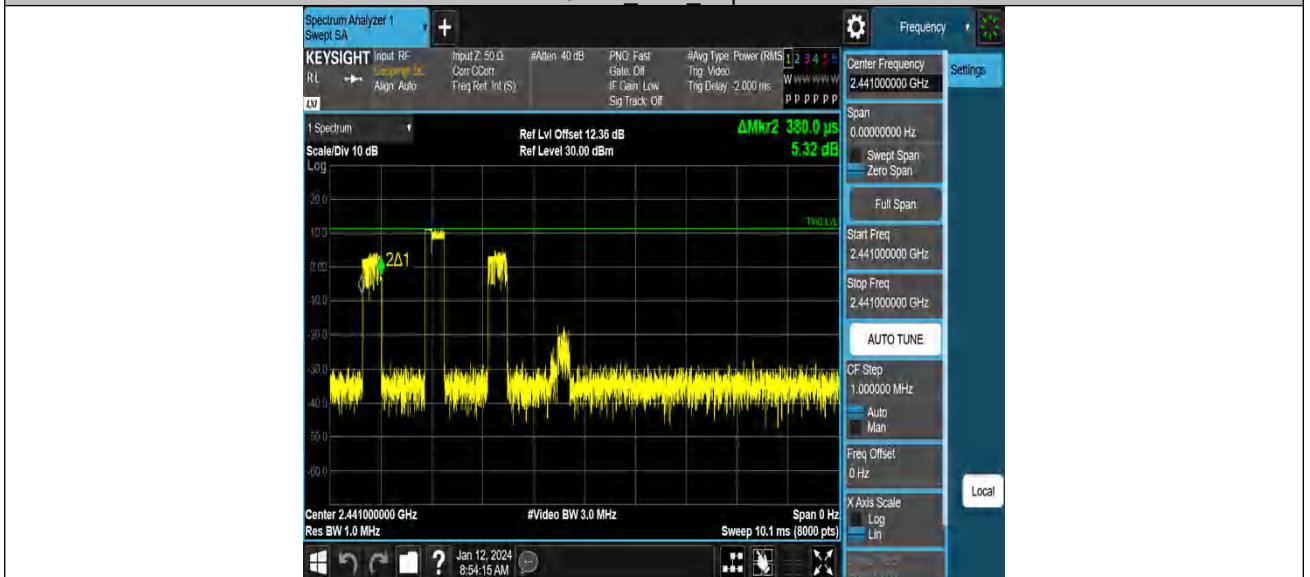 Spectrum Analyzer 1
Swept SA
+
Frequency
KEYSIGHT
RL
LXI
Input: RF
Coupling: DC
Align: Auto
Input Z: 50 Ω
Corr CCorr
Freq Ref: Int (S)
#Atten: 40 dB
PNO: Fast
Gate: Off
IF Gain: Low
Sig Track: Off
#Avg Type: Power (RMS
Trig: Video
Trig Delay: -2.000 ms
1 2 3 4 5 6
W W W W W W
P P P P P P
Center Frequency
2.441000000 GHz
Settings
Span
0.00000000 Hz
Swept Span
Zero Span
Full Span
Start Freq
2.441000000 GHz
Stop Freq
2.441000000 GHz
AUTO TUNE
CF Step
1.000000 MHz
Auto
Man
Freq Offset
0 Hz
X Axis Scale
Log
Lin
Local
1 Spectrum
Scale/Div 10 dB
Log
Ref Lvl Offset 12.36 dB
Ref Level 30.00 dBm
ΔMkr2 380.0 µs
5.32 dB
20.0
10.0
TRIG LVL
0.00
2Δ1
-10.0
-20.0
-30.0
-40.0
-50.0
-60.0
Center 2.441000000 GHz
Res BW 1.0 MHz
#Video BW 3.0 MHz
Span 0 Hz
Sweep 10.1 ms (8000 pts)
?
Jan 12, 2024
8:54:15 AM